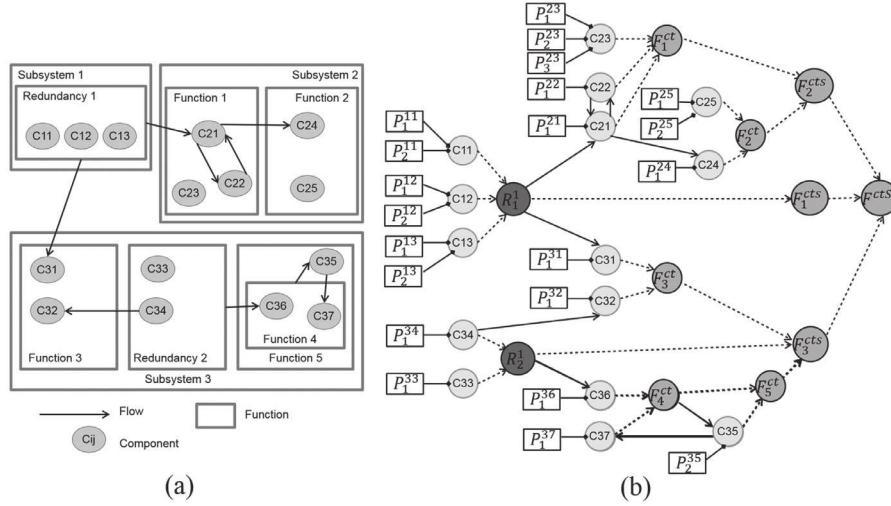 Subsystem 1
Redundancy 1
C11 C12 C13
Subsystem 2
Function 1
Function 2
C21
C24
C23
C22
C25
C31
C33
C35
C32
C34
C36
C37
Function 4
Function 3
Redundancy 2
Function 5
Subsystem 3
Flow
Function
Cij
Component
(a)
P_1^{23}
P_2^{23}
P_3^{23}
C23
F_1^{ct}
P_1^{22}
C22
P_1^{21}
C21
P_1^{25}
P_2^{25}
C25
F_2^{ct}
F_2^{cts}
P_1^{24}
C24
P_1^{11}
P_2^{11}
C11
P_1^{12}
P_2^{12}
C12
P_1^{13}
P_2^{13}
C13
R_1^1
F_1^{cts}
F^{ctS}
P_1^{31}
C31
P_1^{32}
C32
F_3^{ct}
P_1^{34}
C34
P_1^{33}
C33
R_2^1
F_3^{cts}
P_1^{36}
C36
F_4^{ct}
F_5^{ct}
P_1^{37}
C37
C35
P_2^{35}
(b)